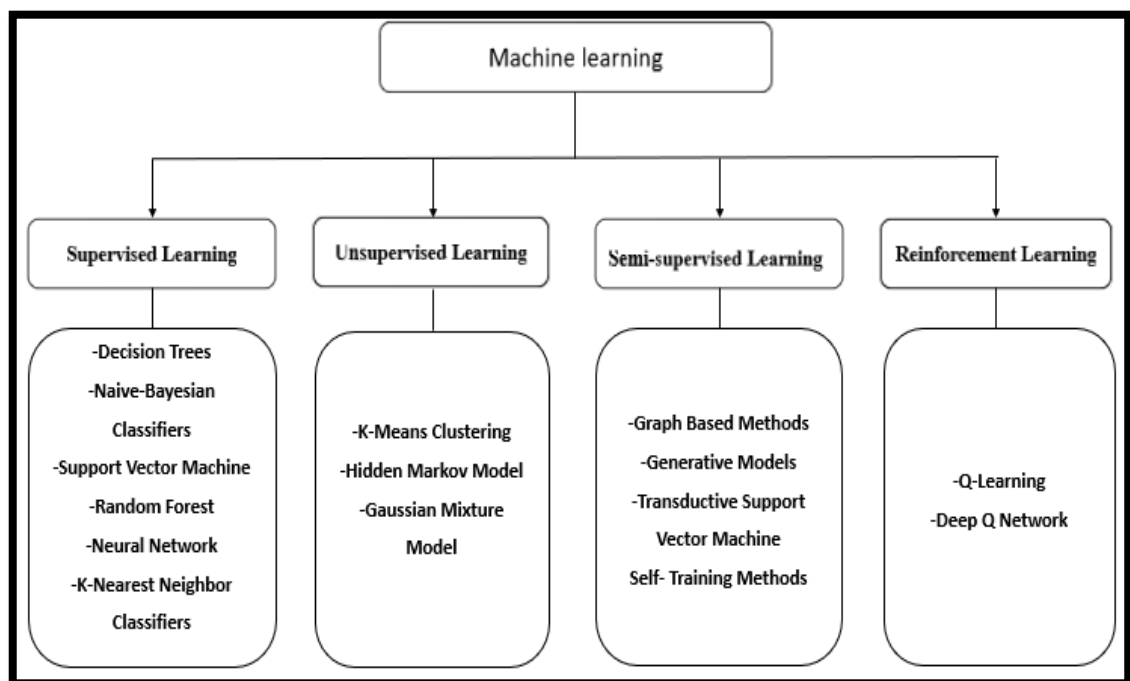 Machine learning
Supervised Learning
Unsupervised Learning
Semi-supervised Learning
Reinforcement Learning
-Decision Trees
-Naive-Bayesian
Classifiers
-Support Vector Machine
-Random Forest
-Neural Network
-K-Nearest Neighbor
Classifiers
-K-Means Clustering
-Hidden Markov Model
-Gaussian Mixture
Model
-Graph Based Methods
-Generative Models
-Transductive Support
Vector Machine
Self- Training Methods
-Q-Learning
-Deep Q Network